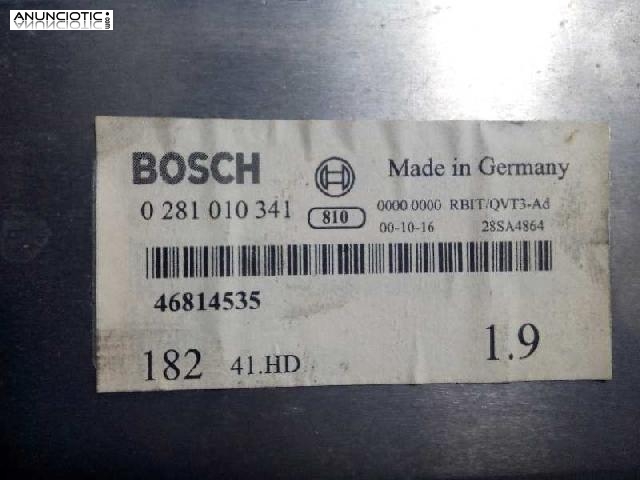 ANUNCIOTIC.com
BOSCH
Made in Germany
0 281 010 341
810
0000 0000 RBIT/QVT3-Ad
00-10-16 28SA4864
46814535
182 41.HD 1.9